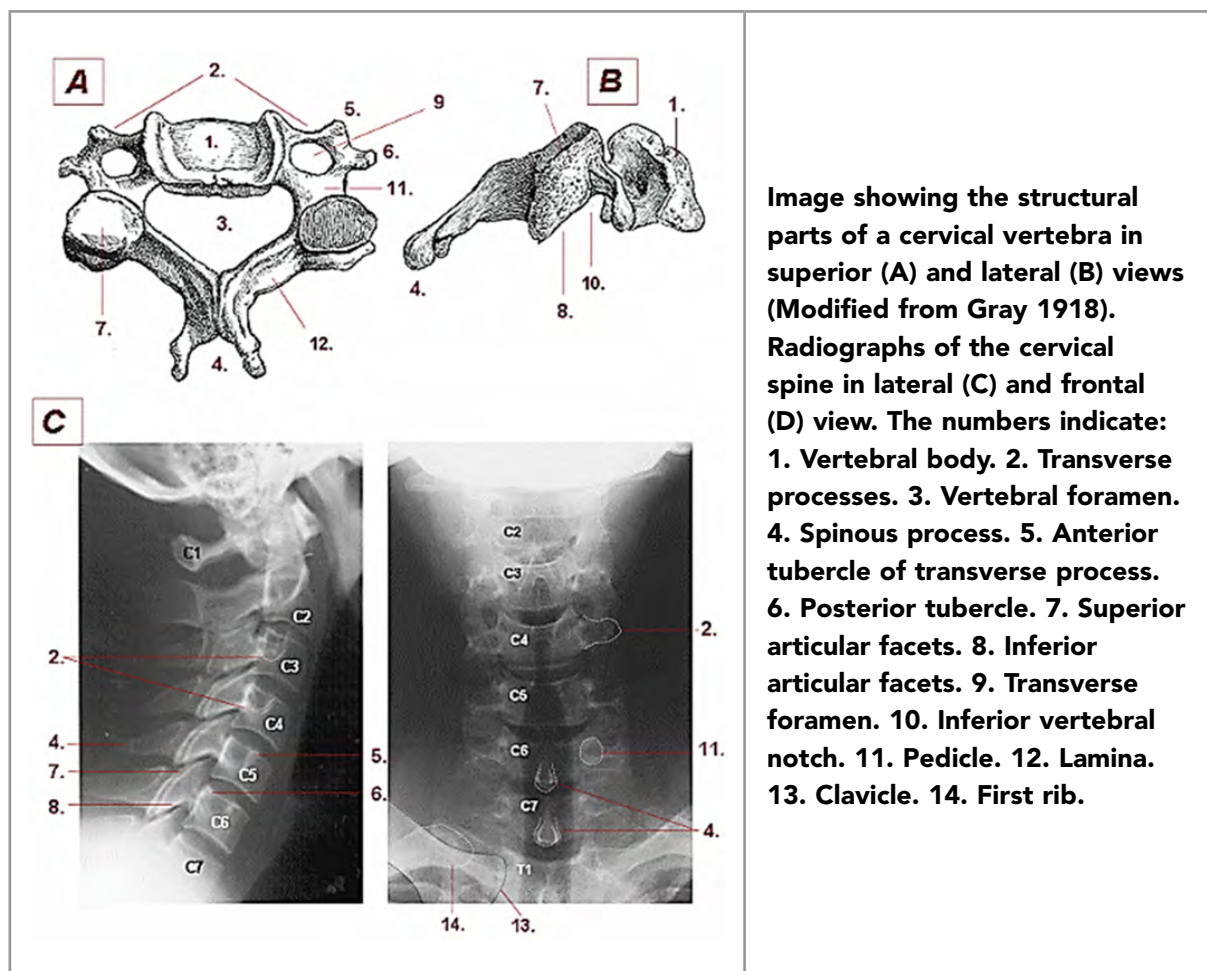 A
2.
5.
9
1.
6.
11.
3.
7.
12.
4.
B
7.
1.
4.
10.
8.
C
C1
C2
2.
C3
C4
4.
5.
7.
C5
6.
8.
C6
C7
C2
C3
C4
2.
C5
C6
11.
C7
4.
T1
14.
13.
Image showing the structural
parts of a cervical vertebra in
superior (A) and lateral (B) views
(Modified from Gray 1918).
Radiographs of the cervical
spine in lateral (C) and frontal
(D) view. The numbers indicate:
1. Vertebral body. 2. Transverse
processes. 3. Vertebral foramen.
4. Spinous process. 5. Anterior
tubercle of transverse process.
6. Posterior tubercle. 7. Superior
articular facets. 8. Inferior
articular facets. 9. Transverse
foramen. 10. Inferior vertebral
notch. 11. Pedicle. 12. Lamina.
13. Clavicle. 14. First rib.